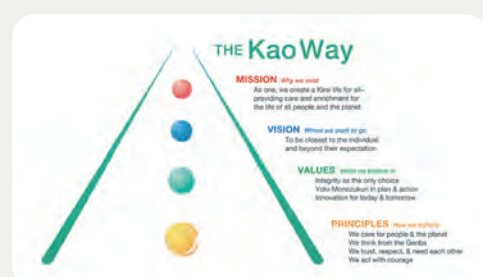 THE Kao Way
MISSION Why we exist
As one, we create a Kirei life for all–
providing care and enrichment for
the life of all people and the planet
VISION Where we want to go
To be closest to the individual
and beyond their expectation
VALUES What we believe in
Integrity as the only choice
Yoki-Monozukuri in plan & action
Innovation for today & tomorrow
PRINCIPLES How we behave
We care for people & the planet
We think from the Genba
We trust, respect, & need each other
We act with courage